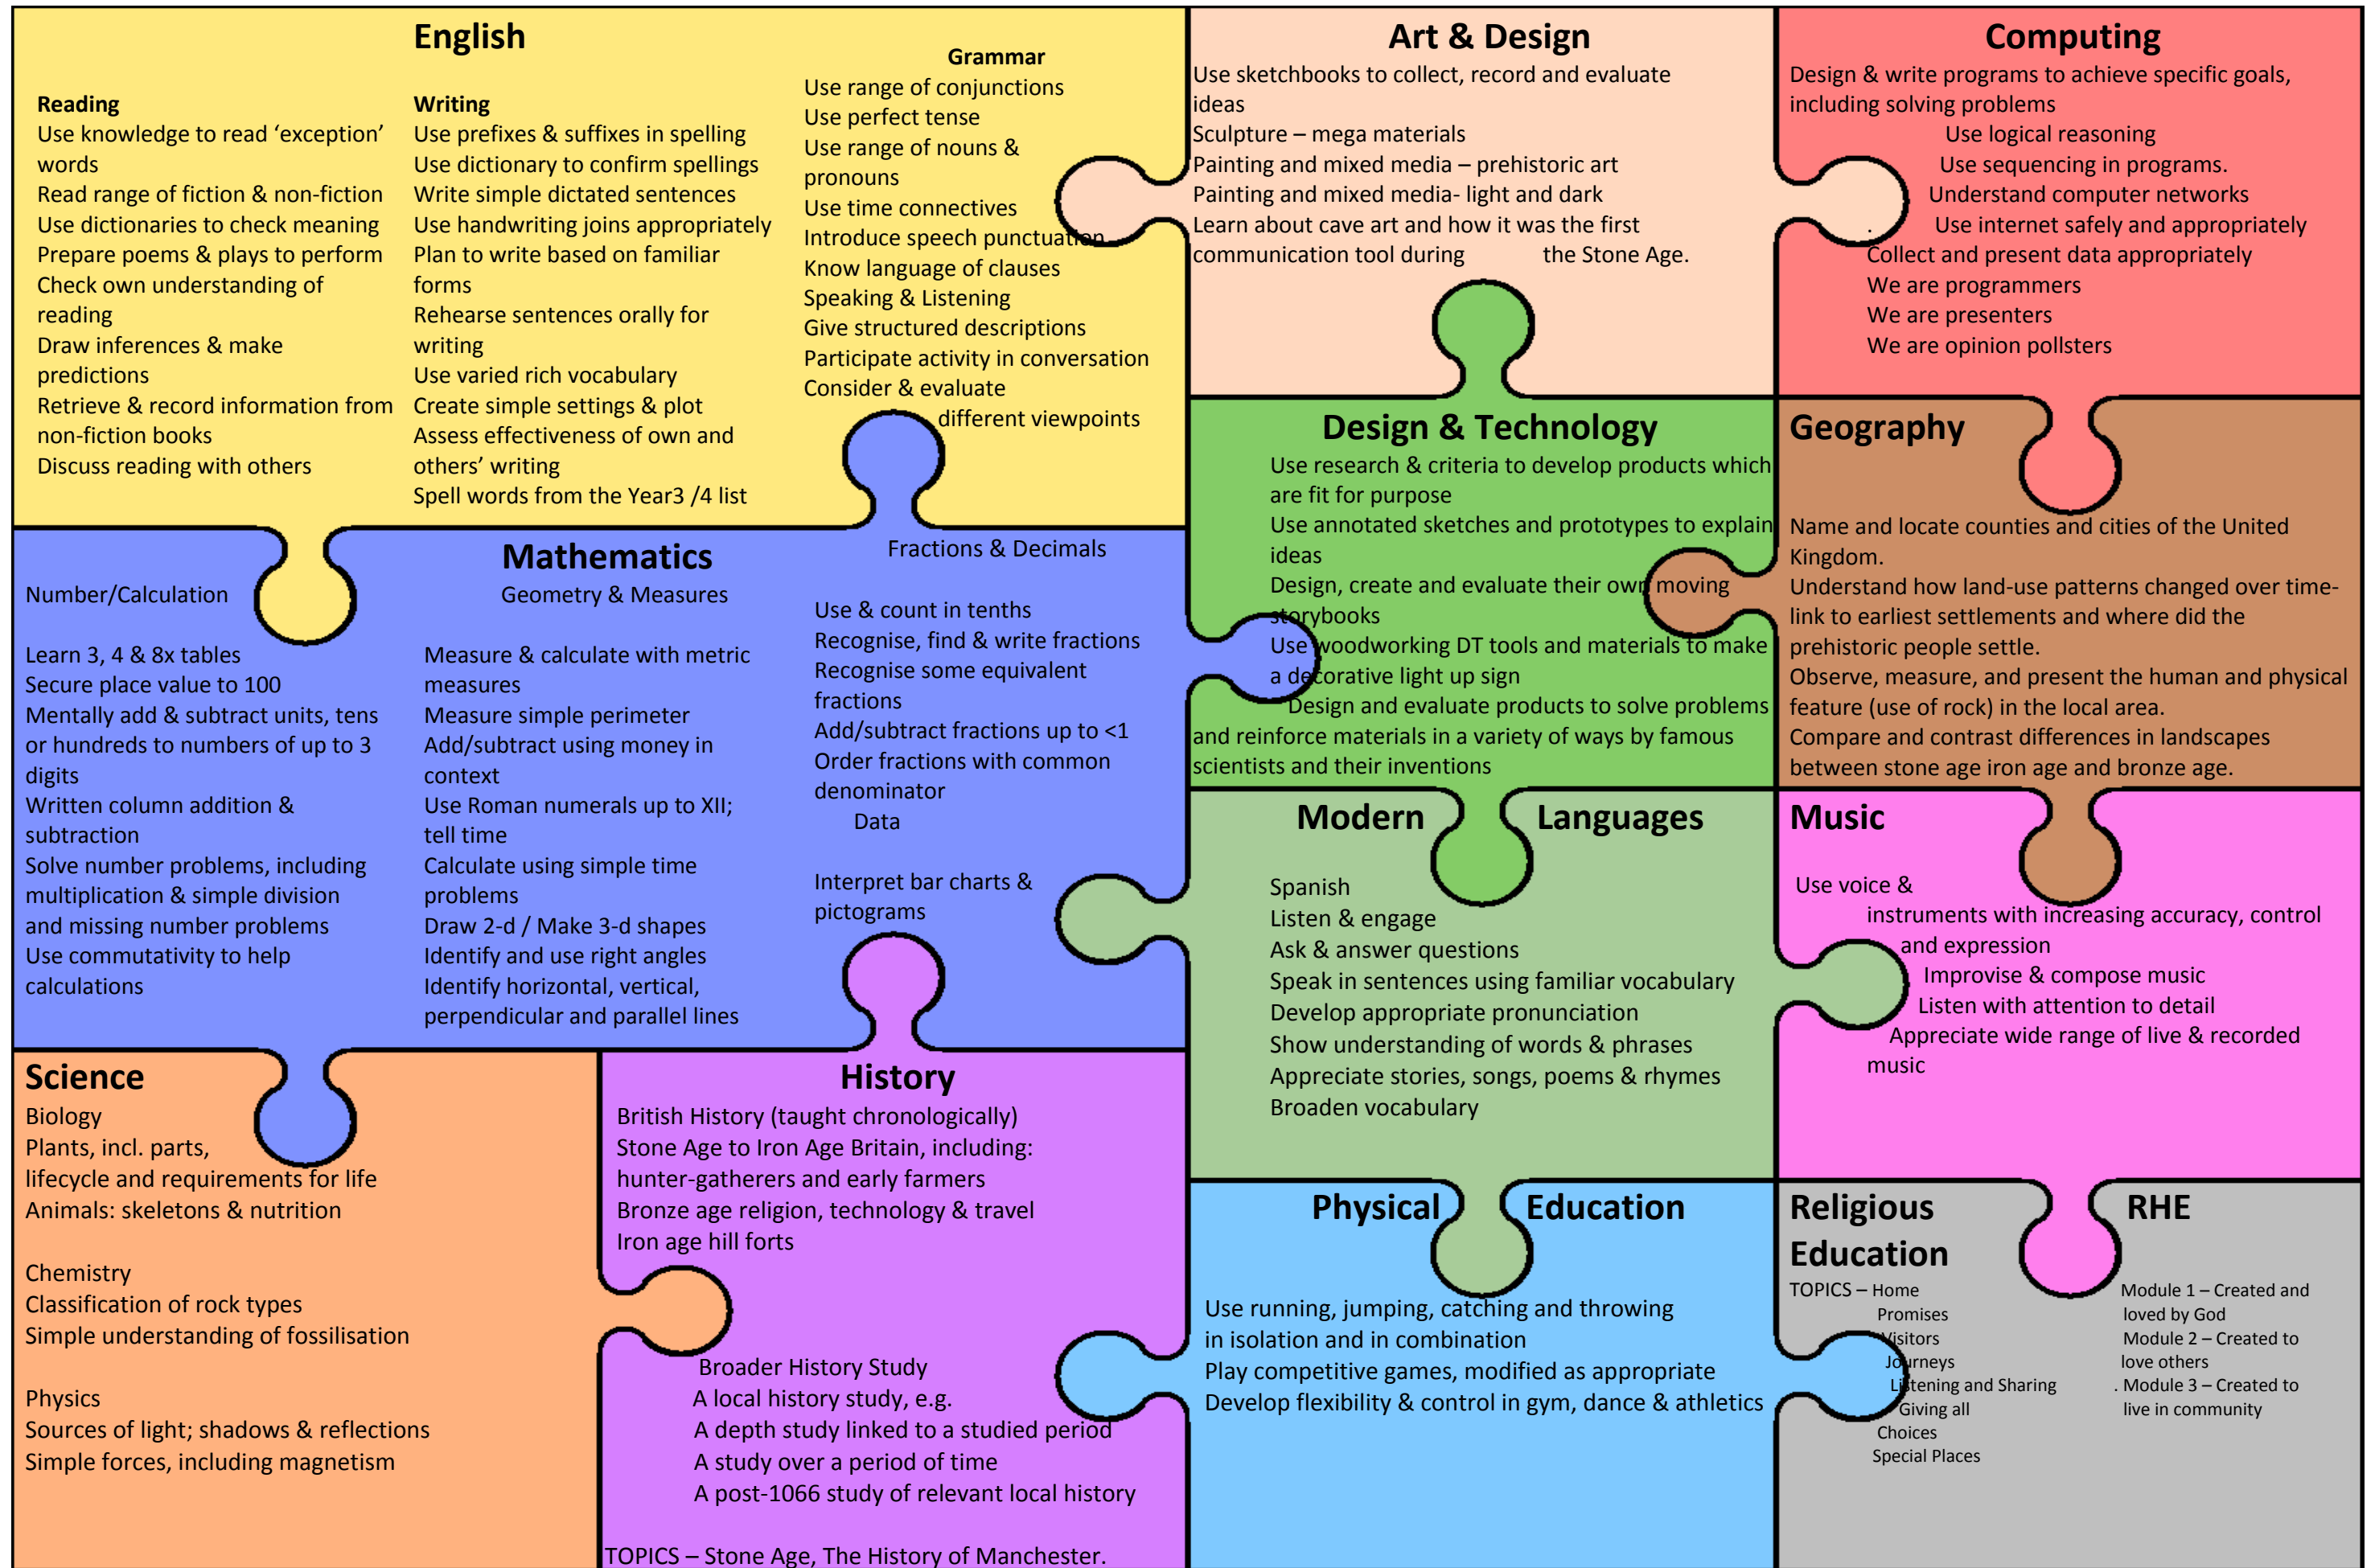 English
Reading
Use knowledge to read ‘exception’
words
Read range of fiction & non-fiction
Use dictionaries to check meaning
Prepare poems & plays to perform
Check own understanding of
reading
Draw inferences & make
predictions
Retrieve & record information from
non-fiction books
Discuss reading with others
Writing
Use prefixes & suffixes in spelling
Use dictionary to confirm spellings
Write simple dictated sentences
Use handwriting joins appropriately
Plan to write based on familiar
forms
Rehearse sentences orally for
writing
Use varied rich vocabulary
Create simple settings & plot
Assess effectiveness of own and
others’ writing
Spell words from the Year3 /4 list
Grammar
Use range of conjunctions
Use perfect tense
Use range of nouns &
pronouns
Use time connectives
Introduce speech punctuation
Know language of clauses
Speaking & Listening
Give structured descriptions
Participate activity in conversation
Consider & evaluate
different viewpoints
Art & Design
Use sketchbooks to collect, record and evaluate
ideas
Sculpture – mega materials
Painting and mixed media – prehistoric art
Painting and mixed media- light and dark
Learn about cave art and how it was the first
communication tool during the Stone Age.
Computing
Design & write programs to achieve specific goals,
including solving problems
Use logical reasoning
Use sequencing in programs.
Understand computer networks
. Use internet safely and appropriately
Collect and present data appropriately
We are programmers
We are presenters
We are opinion pollsters
Design & Technology
Use research & criteria to develop products which
are fit for purpose
Use annotated sketches and prototypes to explain
ideas
Design, create and evaluate their own moving
storybooks
Use woodworking DT tools and materials to make
a decorative light up sign
Design and evaluate products to solve problems
and reinforce materials in a variety of ways by famous
scientists and their inventions
Geography
Name and locate counties and cities of the United
Kingdom.
Understand how land-use patterns changed over time-
link to earliest settlements and where did the
prehistoric people settle.
Observe, measure, and present the human and physical
feature (use of rock) in the local area.
Compare and contrast differences in landscapes
between stone age iron age and bronze age.
Mathematics
Number/Calculation
Learn 3, 4 & 8x tables
Secure place value to 100
Mentally add & subtract units, tens
or hundreds to numbers of up to 3
digits
Written column addition &
subtraction
Solve number problems, including
multiplication & simple division
and missing number problems
Use commutativity to help
calculations
Geometry & Measures
Measure & calculate with metric
measures
Measure simple perimeter
Add/subtract using money in
context
Use Roman numerals up to XII;
tell time
Calculate using simple time
problems
Draw 2-d / Make 3-d shapes
Identify and use right angles
Identify horizontal, vertical,
perpendicular and parallel lines
Fractions & Decimals
Use & count in tenths
Recognise, find & write fractions
Recognise some equivalent
fractions
Add/subtract fractions up to <1
Order fractions with common
denominator
Data
Interpret bar charts &
pictograms
Modern Languages
Spanish
Listen & engage
Ask & answer questions
Speak in sentences using familiar vocabulary
Develop appropriate pronunciation
Show understanding of words & phrases
Appreciate stories, songs, poems & rhymes
Broaden vocabulary
Music
Use voice &
instruments with increasing accuracy, control
and expression
Improvise & compose music
Listen with attention to detail
Appreciate wide range of live & recorded
music
Science
Biology
Plants, incl. parts,
lifecycle and requirements for life
Animals: skeletons & nutrition
Chemistry
Classification of rock types
Simple understanding of fossilisation
Physics
Sources of light; shadows & reflections
Simple forces, including magnetism
History
British History (taught chronologically)
Stone Age to Iron Age Britain, including:
hunter-gatherers and early farmers
Bronze age religion, technology & travel
Iron age hill forts
Broader History Study
A local history study, e.g.
A depth study linked to a studied period
A study over a period of time
A post-1066 study of relevant local history
TOPICS – Stone Age, The History of Manchester.
Physical Education
Use running, jumping, catching and throwing
in isolation and in combination
Play competitive games, modified as appropriate
Develop flexibility & control in gym, dance & athletics
Religious
Education
TOPICS – Home
Promises
Visitors
Journeys
Listening and Sharing
Giving all
Choices
Special Places
RHE
Module 1 – Created and
loved by God
Module 2 – Created to
love others
. Module 3 – Created to
live in community